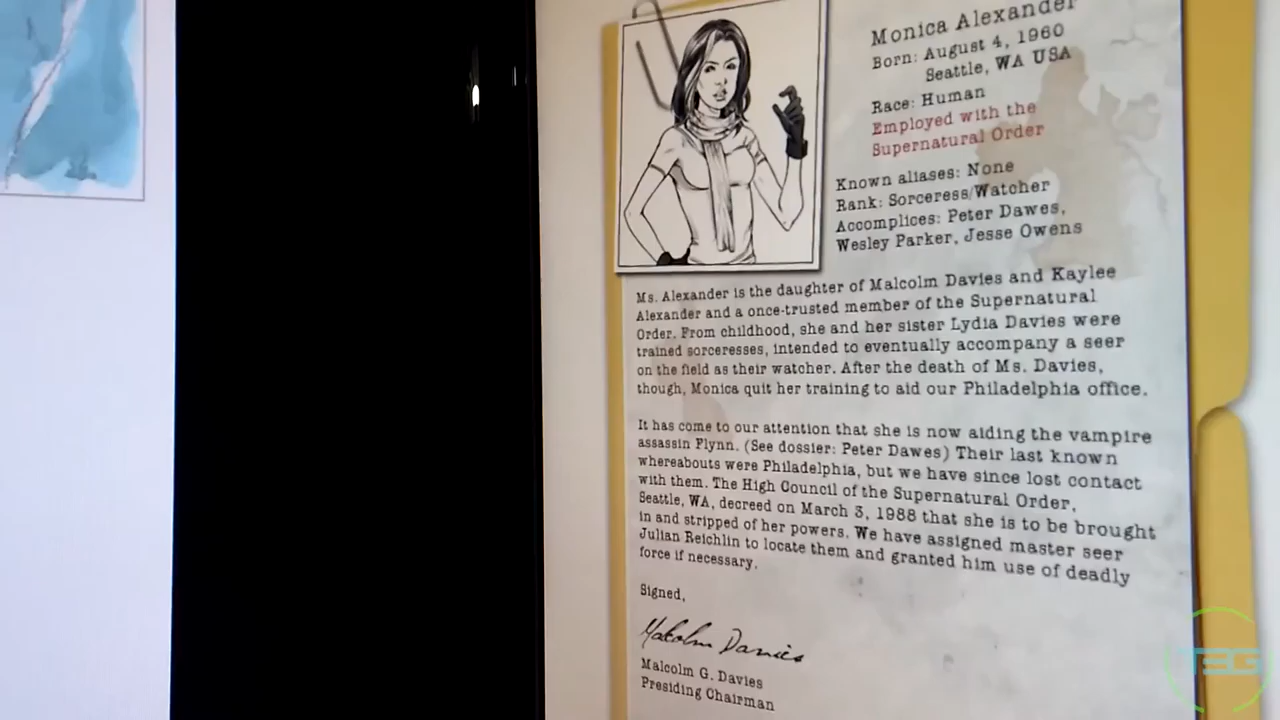 Monica Alexander
Born: August 4, 1960
Seattle, WA USA
Race: Human
Employed with the
Supernatural Order
Known aliases: None
Rank: Sorceress/Watcher
Accomplices: Peter Dawes,
Wesley Parker, Jesse Owens
Ms. Alexander is the daughter of Malcolm Davies and Kaylee
Alexander and a once-trusted member of the Supernatural
Order. From childhood, she and her sister Lydia Davies were
trained sorceresses, intended to eventually accompany a seer
on the field as their watcher. After the death of Ms. Davies,
though, Monica quit her training to aid our Philadelphia office.
It has come to our attention that she is now aiding the vampire
assassin Flynn. (See dossier: Peter Dawes) Their last known
whereabouts were Philadelphia, but we have since lost contact
with them. The High Council of the Supernatural Order,
Seattle, WA, decreed on March 3, 1988 that she is to be brought
in and stripped of her powers. We have assigned master seer
Julian Reichlin to locate them and granted him use of deadly
force if necessary.
Signed,
Malcolm Davies
Malcolm G. Davies
Presiding Chairman
TEG